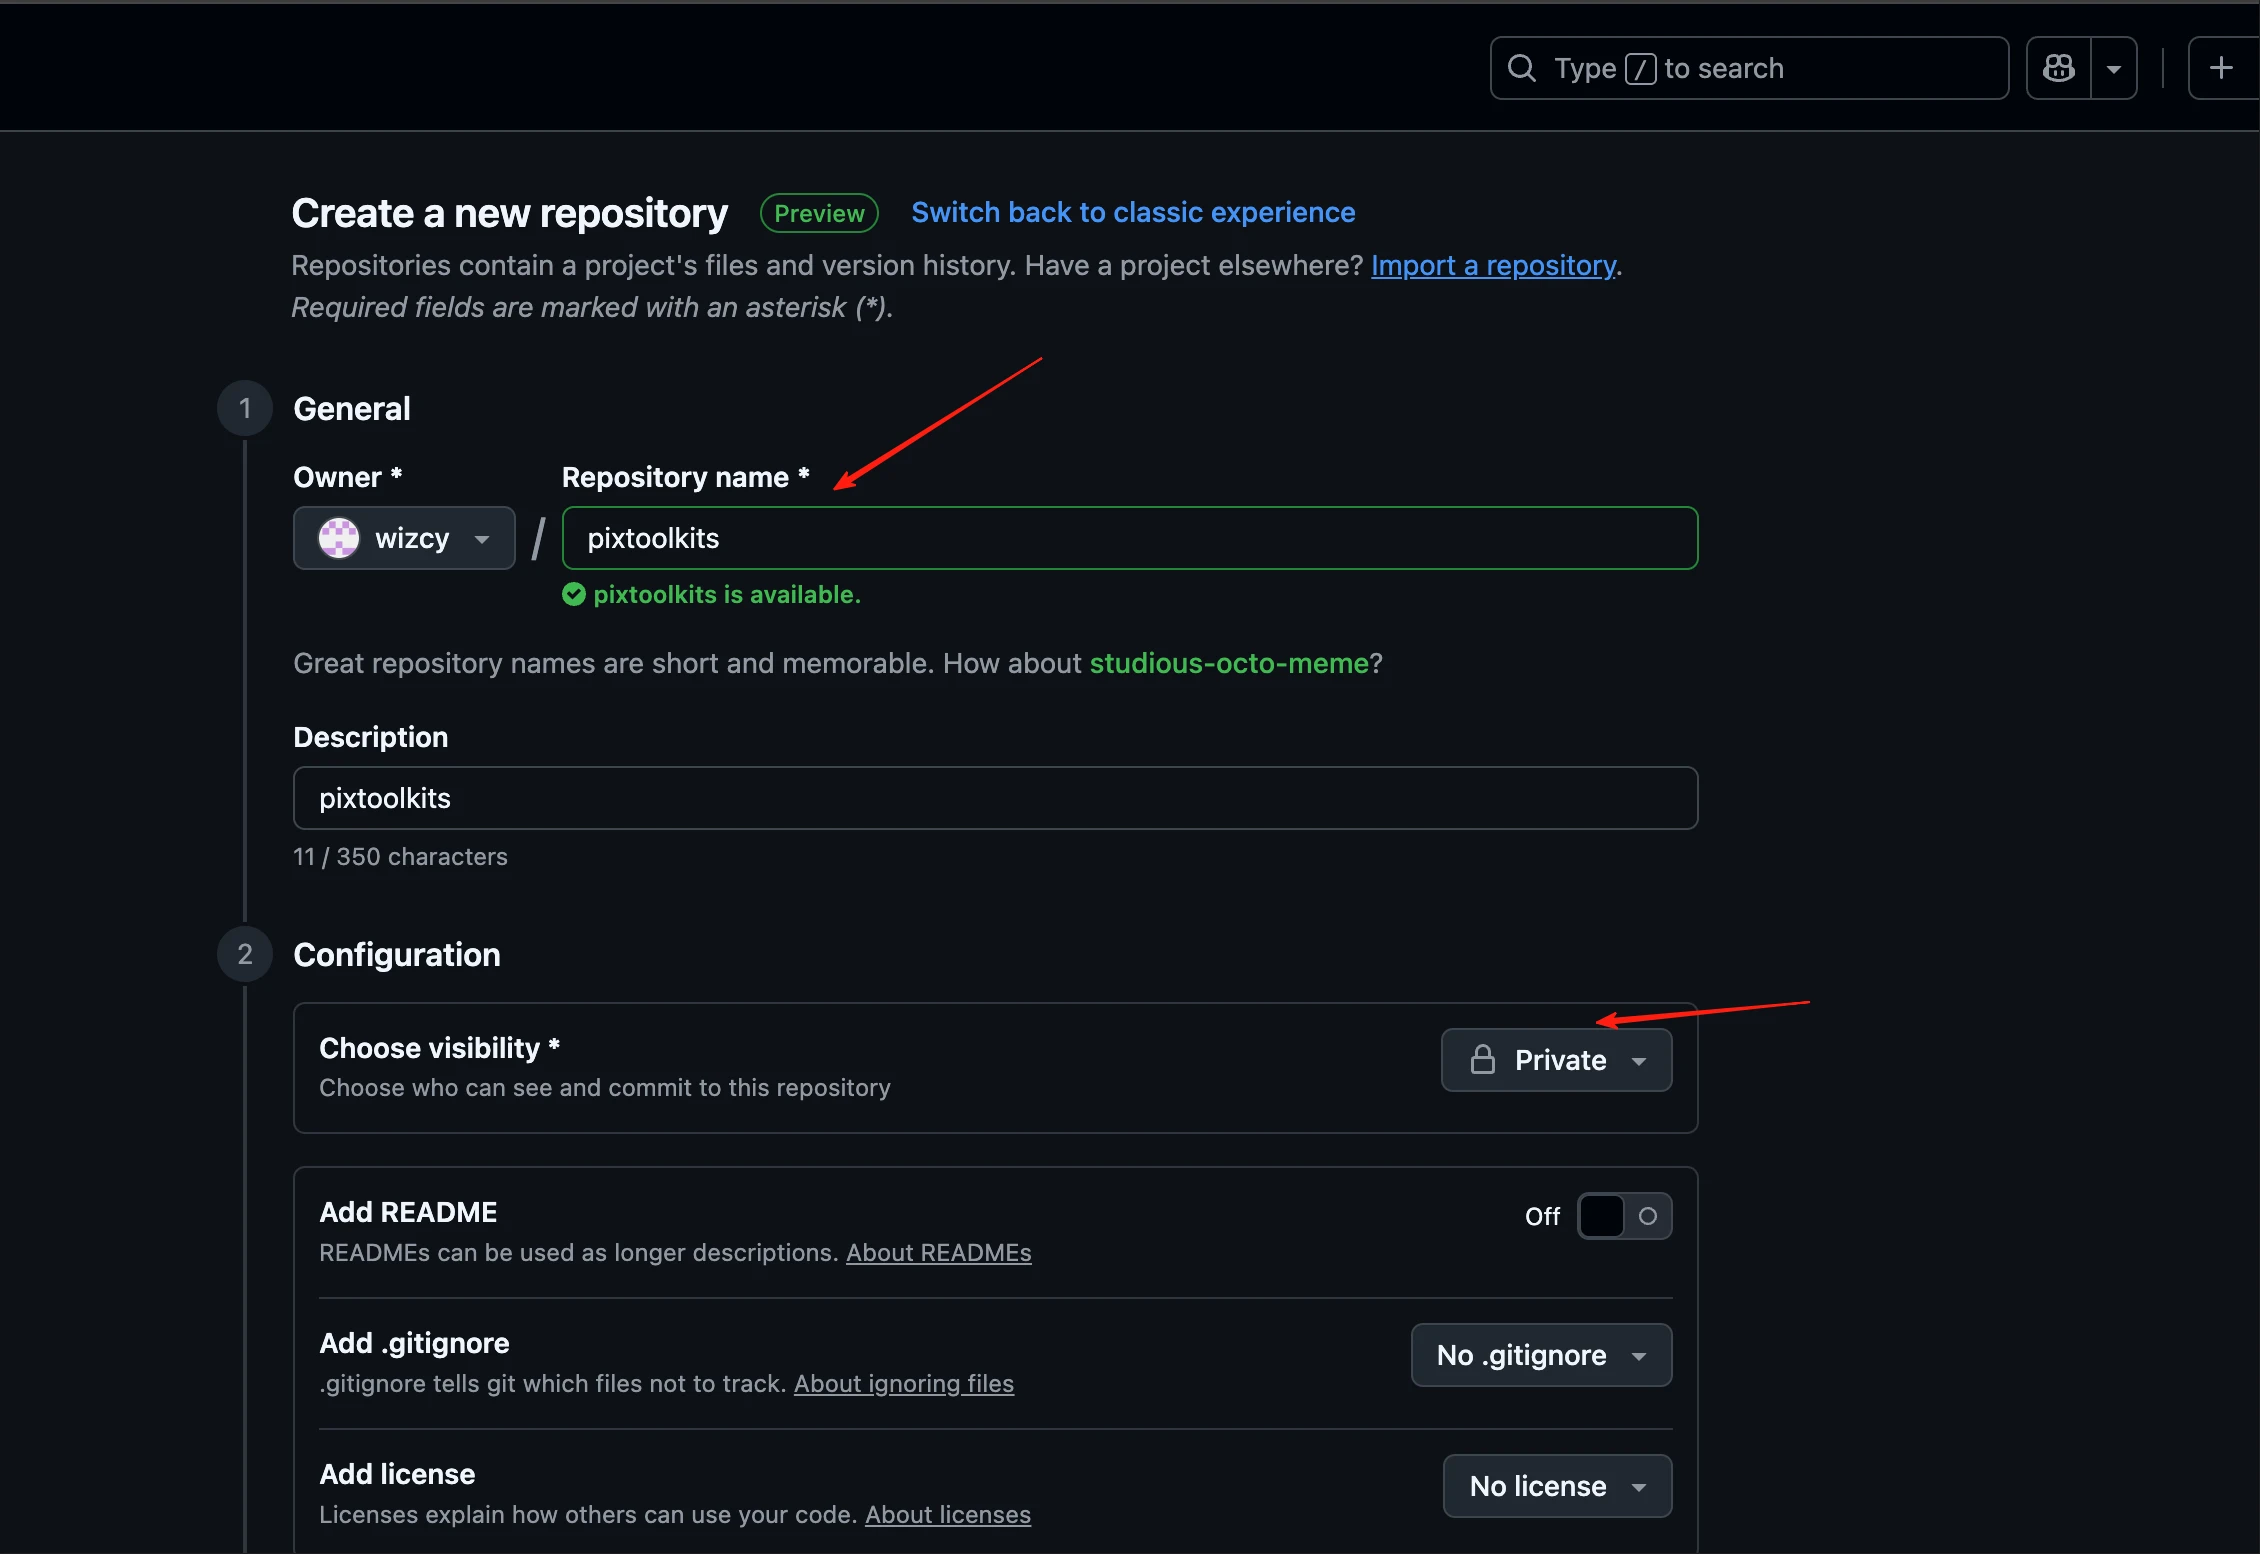 Type / to search
Create a new repository Preview Switch back to classic experience
Repositories contain a project's files and version history. Have a project elsewhere? Import a repository.
Required fields are marked with an asterisk (*).
1 General
Owner * Repository name *
wizcy / pixtoolkits
pixtoolkits is available.
Great repository names are short and memorable. How about studious-octo-meme?
Description
pixtoolkits
11 / 350 characters
2 Configuration
Choose visibility *
Private
Choose who can see and commit to this repository
Add README
Off
READMEs can be used as longer descriptions. About READMEs
Add .gitignore
No .gitignore
.gitignore tells git which files not to track. About ignoring files
Add license
No license
Licenses explain how others can use your code. About licenses